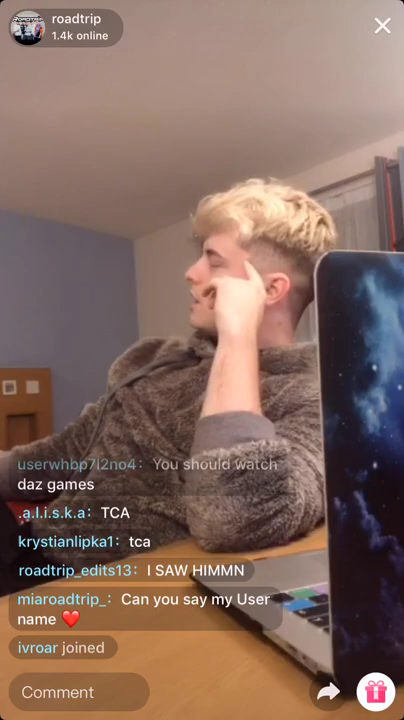 roadtrip
1.4k online
userwhbp7l2no4: You should watch
daz games
.a.l.i.s.k.a: TCA
krystianlipka1: tca
roadtrip_edits13: I SAW HIMMN
miaroadtrip_: Can you say my User
name ❤️
ivroar joined
Comment